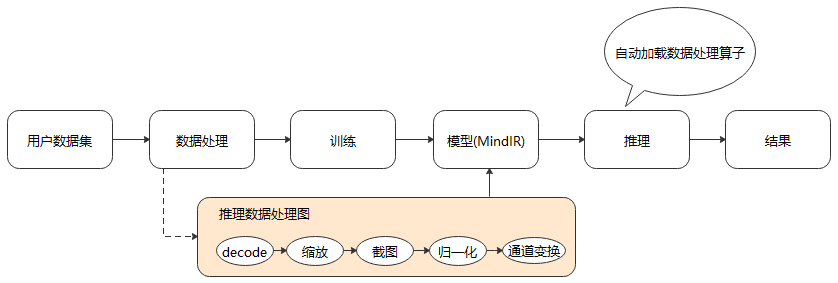 自动加载数据处理算子
用户数据集
数据处理
训练
模型(MindIR)
推理
结果
推理数据处理图
decode
缩放
截图
归一化
通道变换